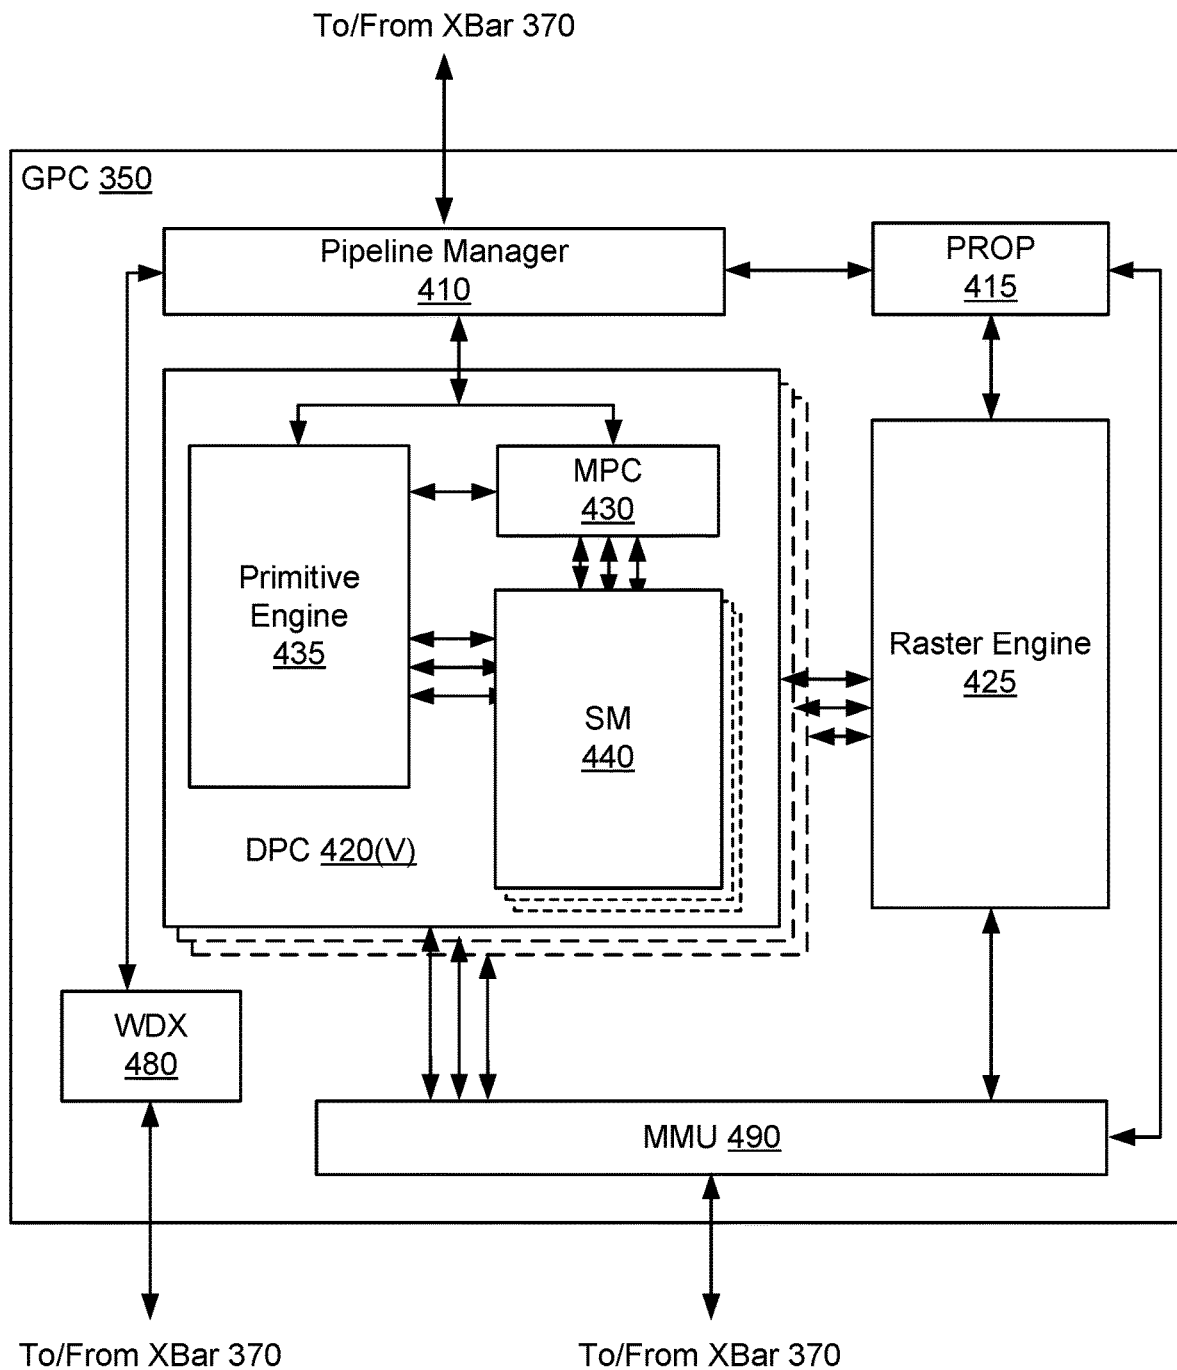 To/From XBar 370
GPC 350
Pipeline Manager
410
PROP
415
MPC
430
Primitive
Engine
435
Raster Engine
425
SM
440
DPC 420(V)
WDX
480
MMU 490
To/From XBar 370
To/From XBar 370